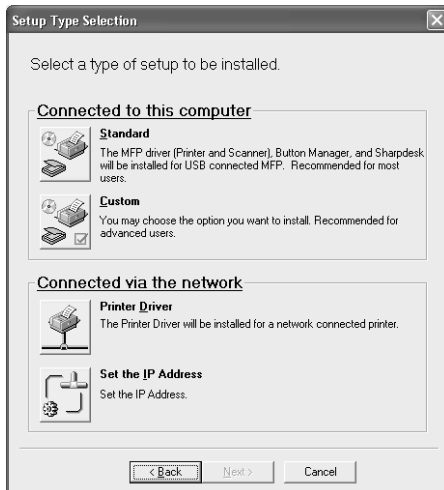 Setup Type Selection
Select a type of setup to be installed.
Connected to this computer
Standard
The MFP driver (Printer and Scanner), Button Manager, and Sharpdesk
will be installed for USB connected MFP. Recommended for most
users.
Custom
You may choose the option you want to install. Recommended for
advanced users.
Connected via the network
Printer Driver
The Printer Driver will be installed for a network connected printer.
Set the IP Address
Set the IP Address.
< Back
Next >
Cancel